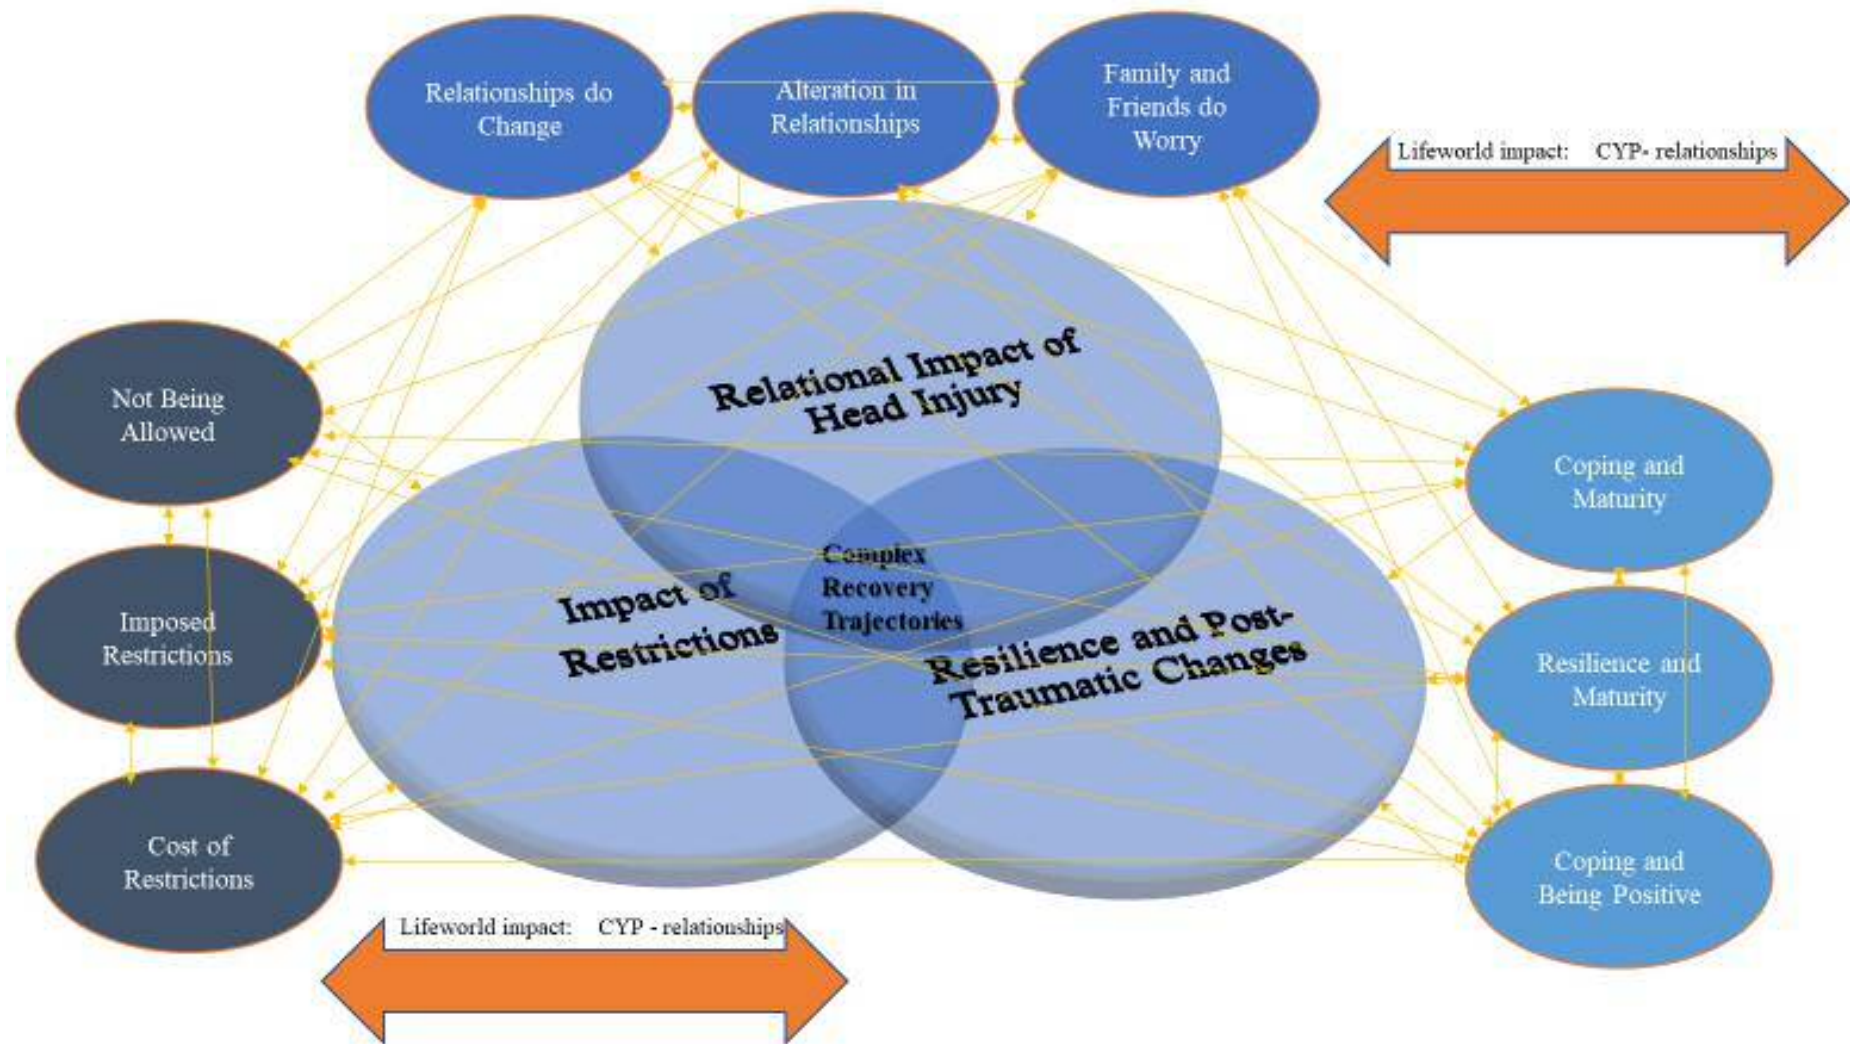 Relationships do
Change
Alteration in
Relationships
Family and
Friends do
Worry
Lifeworld impact: CYP- relationships
Not Being
Allowed
Imposed
Restrictions
Cost of
Restrictions
Relational Impact of
Head Injury
Impact of
Restrictions
Complex
Recovery
Trajectories
Resilience and Post-
Traumatic Changes
Coping and
Maturity
Resilience and
Maturity
Coping and
Being Positive
Lifeworld impact: CYP - relationships